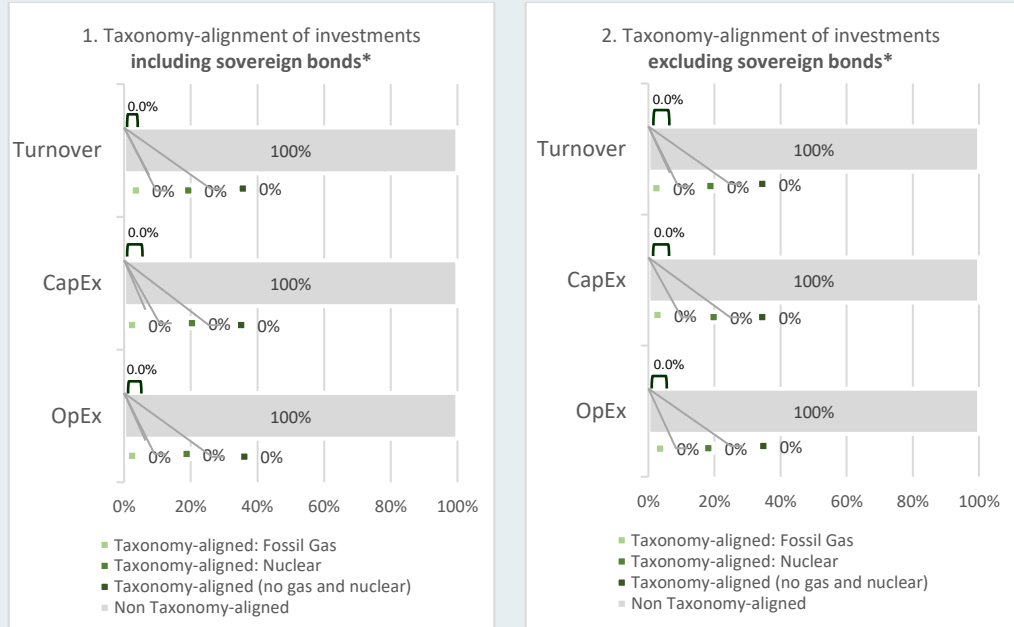 1. Taxonomy-alignment of investments
including sovereign bonds*
0.0%
Turnover
100%
0%
0%
0%
0.0%
CapEx
100%
0%
0%
0%
0.0%
OpEx
100%
0%
0%
0%
0% 20% 40% 60% 80% 100%
Taxonomy-aligned: Fossil Gas
Taxonomy-aligned: Nuclear
Taxonomy-aligned (no gas and nuclear)
Non Taxonomy-aligned
2. Taxonomy-alignment of investments
excluding sovereign bonds*
0.0%
Turnover
100%
0%
0%
0%
0.0%
CapEx
100%
0%
0%
0%
0.0%
OpEx
100%
0%
0%
0%
0% 20% 40% 60% 80% 100%
Taxonomy-aligned: Fossil Gas
Taxonomy-aligned: Nuclear
Taxonomy-aligned (no gas and nuclear)
Non Taxonomy-aligned